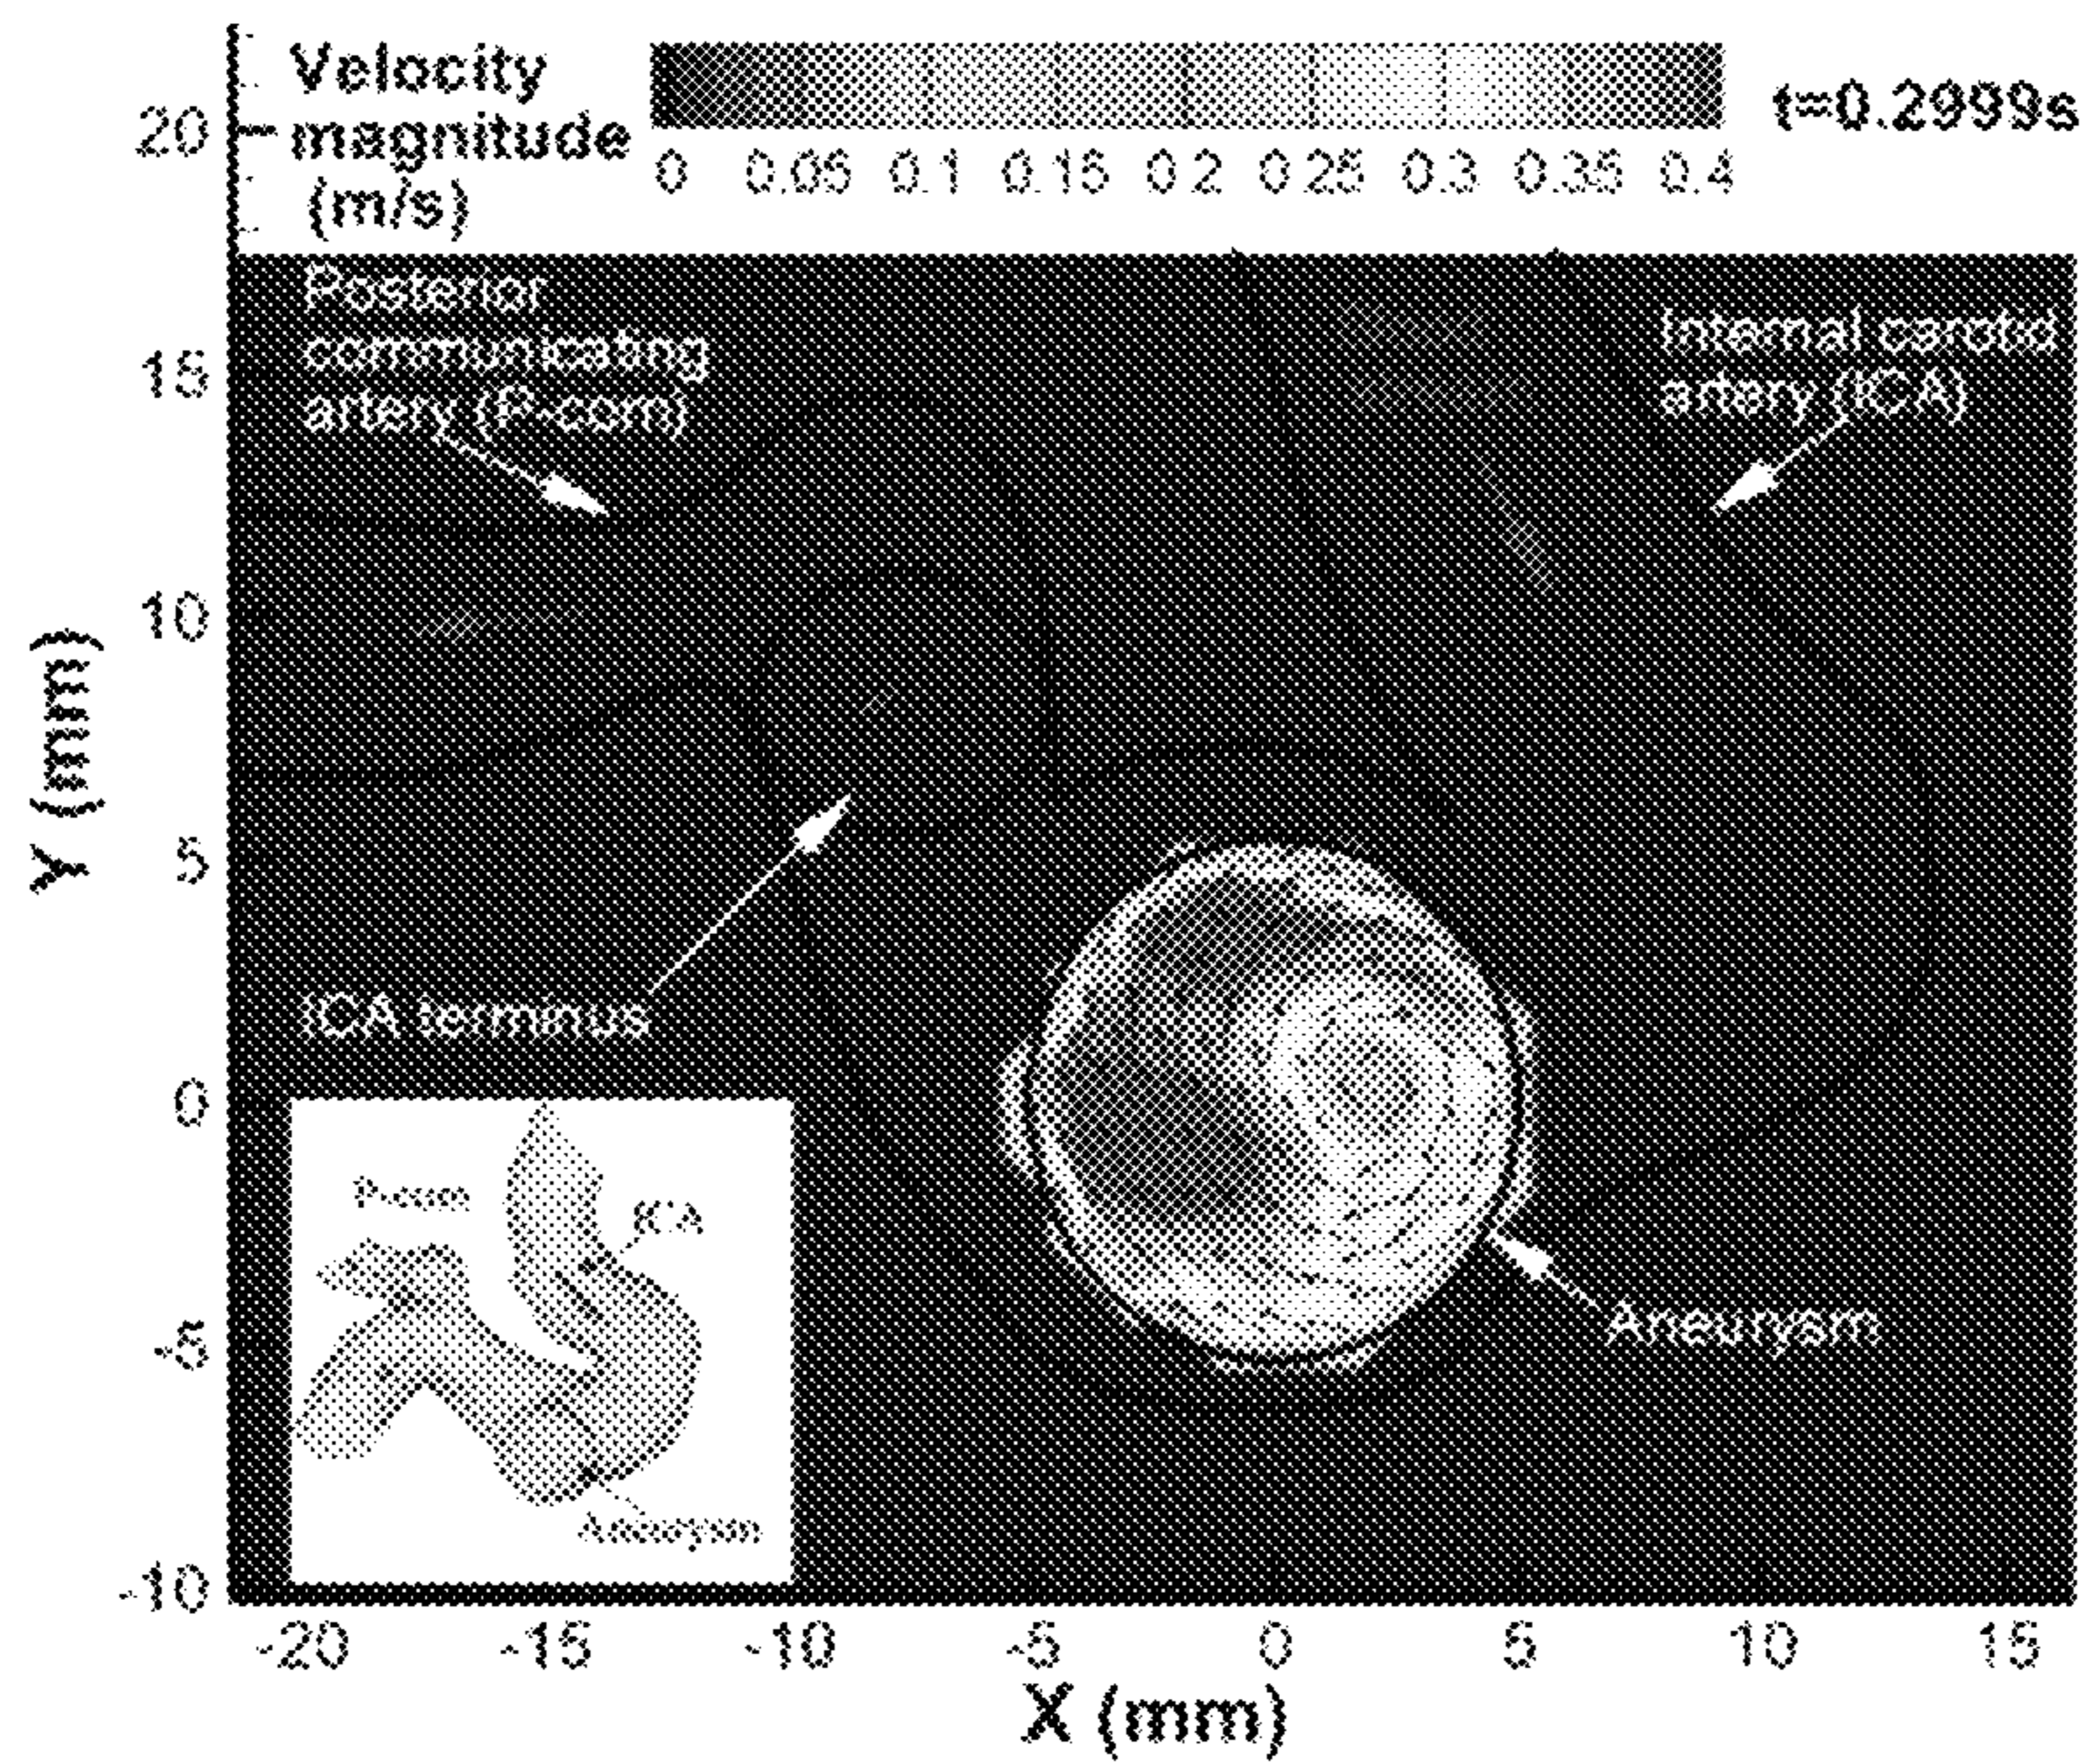 Velocity
magnitude
(m/s)
0 0.05 0.1 0.15 0.2 0.25 0.3 0.35 0.4
t=0.2999s
Posterior
communicating
artery (P-com)
Internal carotid
artery (ICA)
ICA terminus
Aneurysm
P-com
ICA
Aneurysm
Y (mm)
20
15
10
5
0
-5
-10
-20 -15 -10 -5 0 5 10 15
X (mm)